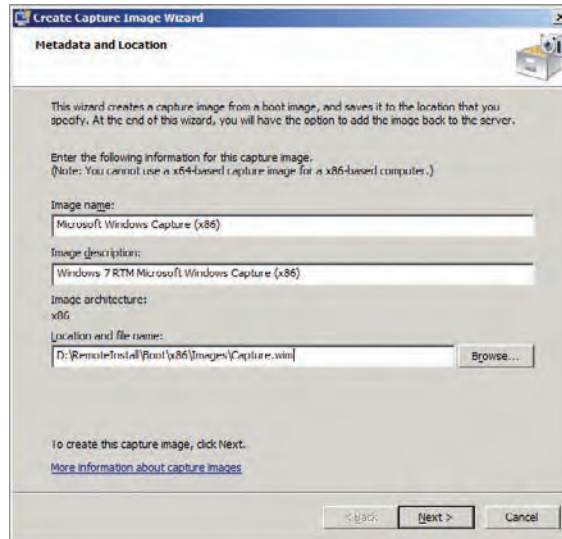 Create Capture Image Wizard
Metadata and Location
This wizard creates a capture image from a boot image, and saves it to the location that you
specify. At the end of this wizard, you will have the option to add the image back to the server.
Enter the following information for this capture image.
(Note: You cannot use a x64-based capture image for a x86-based computer.)
Image name:
Microsoft Windows Capture (x86)
Image description:
Windows 7 RTM Microsoft Windows Capture (x86)
Image architecture:
x86
Location and file name:
D:\RemoteInstall\Boot\x86\Images\Capture.wim
Browse...
To create this capture image, click Next.
More information about capture images
< Back
Next >
Cancel